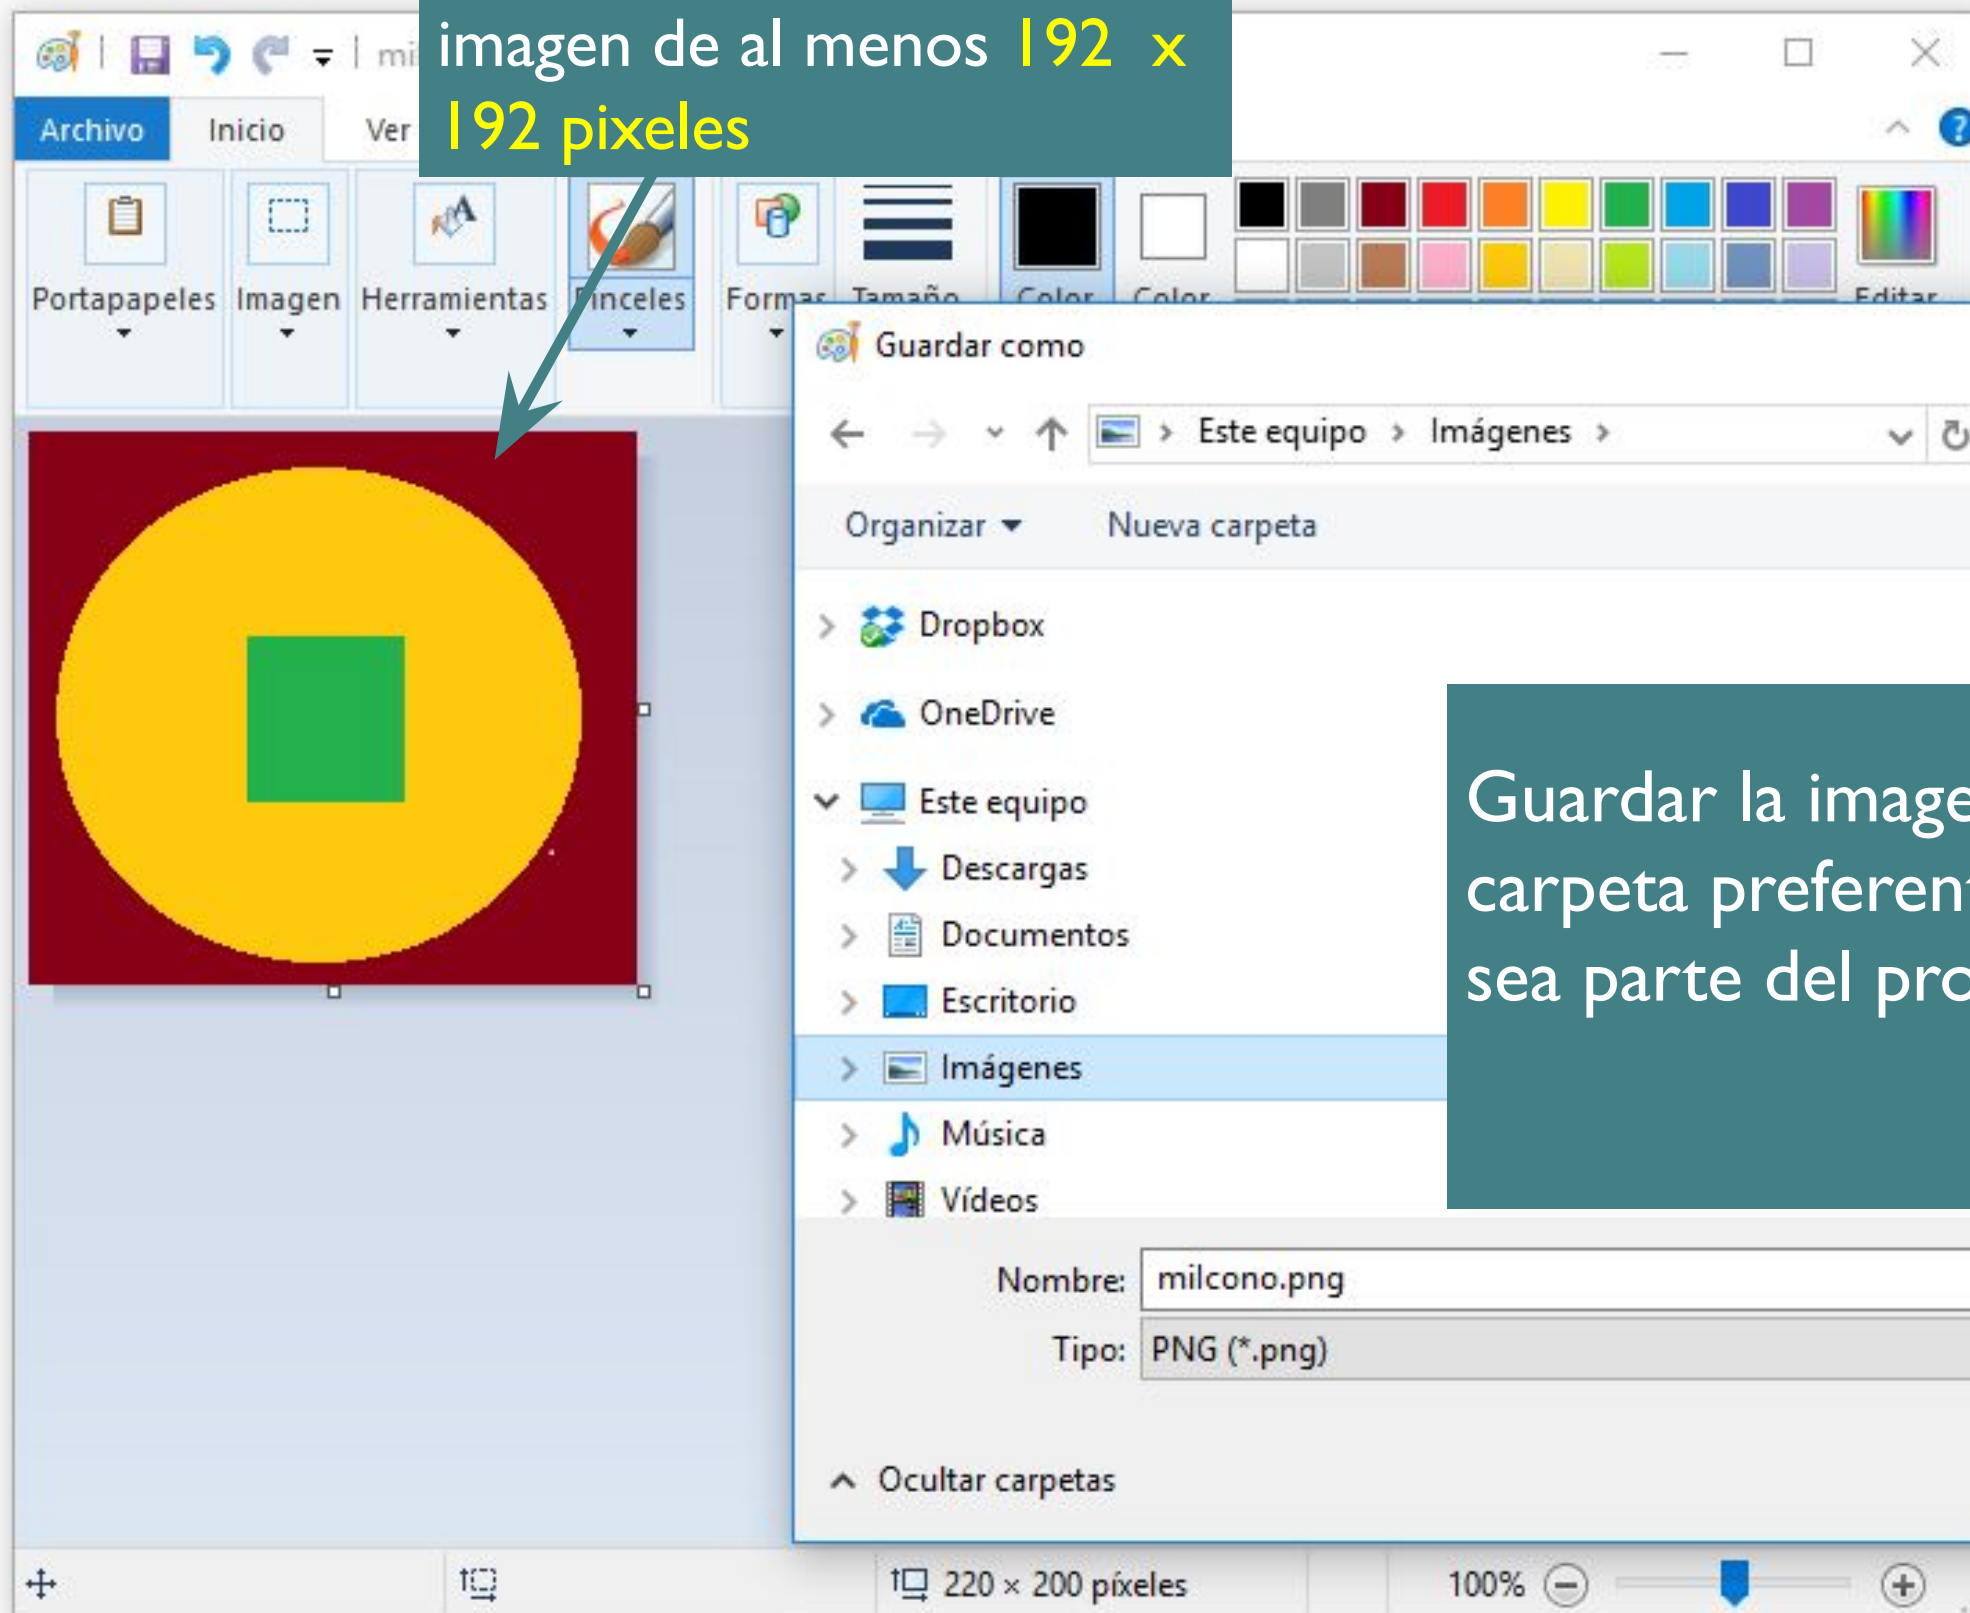 imagen de al menos 192 x
192 pixeles
Archivo Inicio Ver
Portapapeles Imagen Herramientas Pinceles Formas Tamaño Color Color Editar
Guardar como
Este equipo Imágenes
Organizar Nueva carpeta
Dropbox
OneDrive
Este equipo
Descargas
Documentos
Escritorio
Imágenes
Música
Vídeos
Guardar la image
carpeta preferen
sea parte del pro
Nombre: milcono.png
Tipo: PNG (*.png)
Ocultar carpetas
220 × 200 píxeles 100%